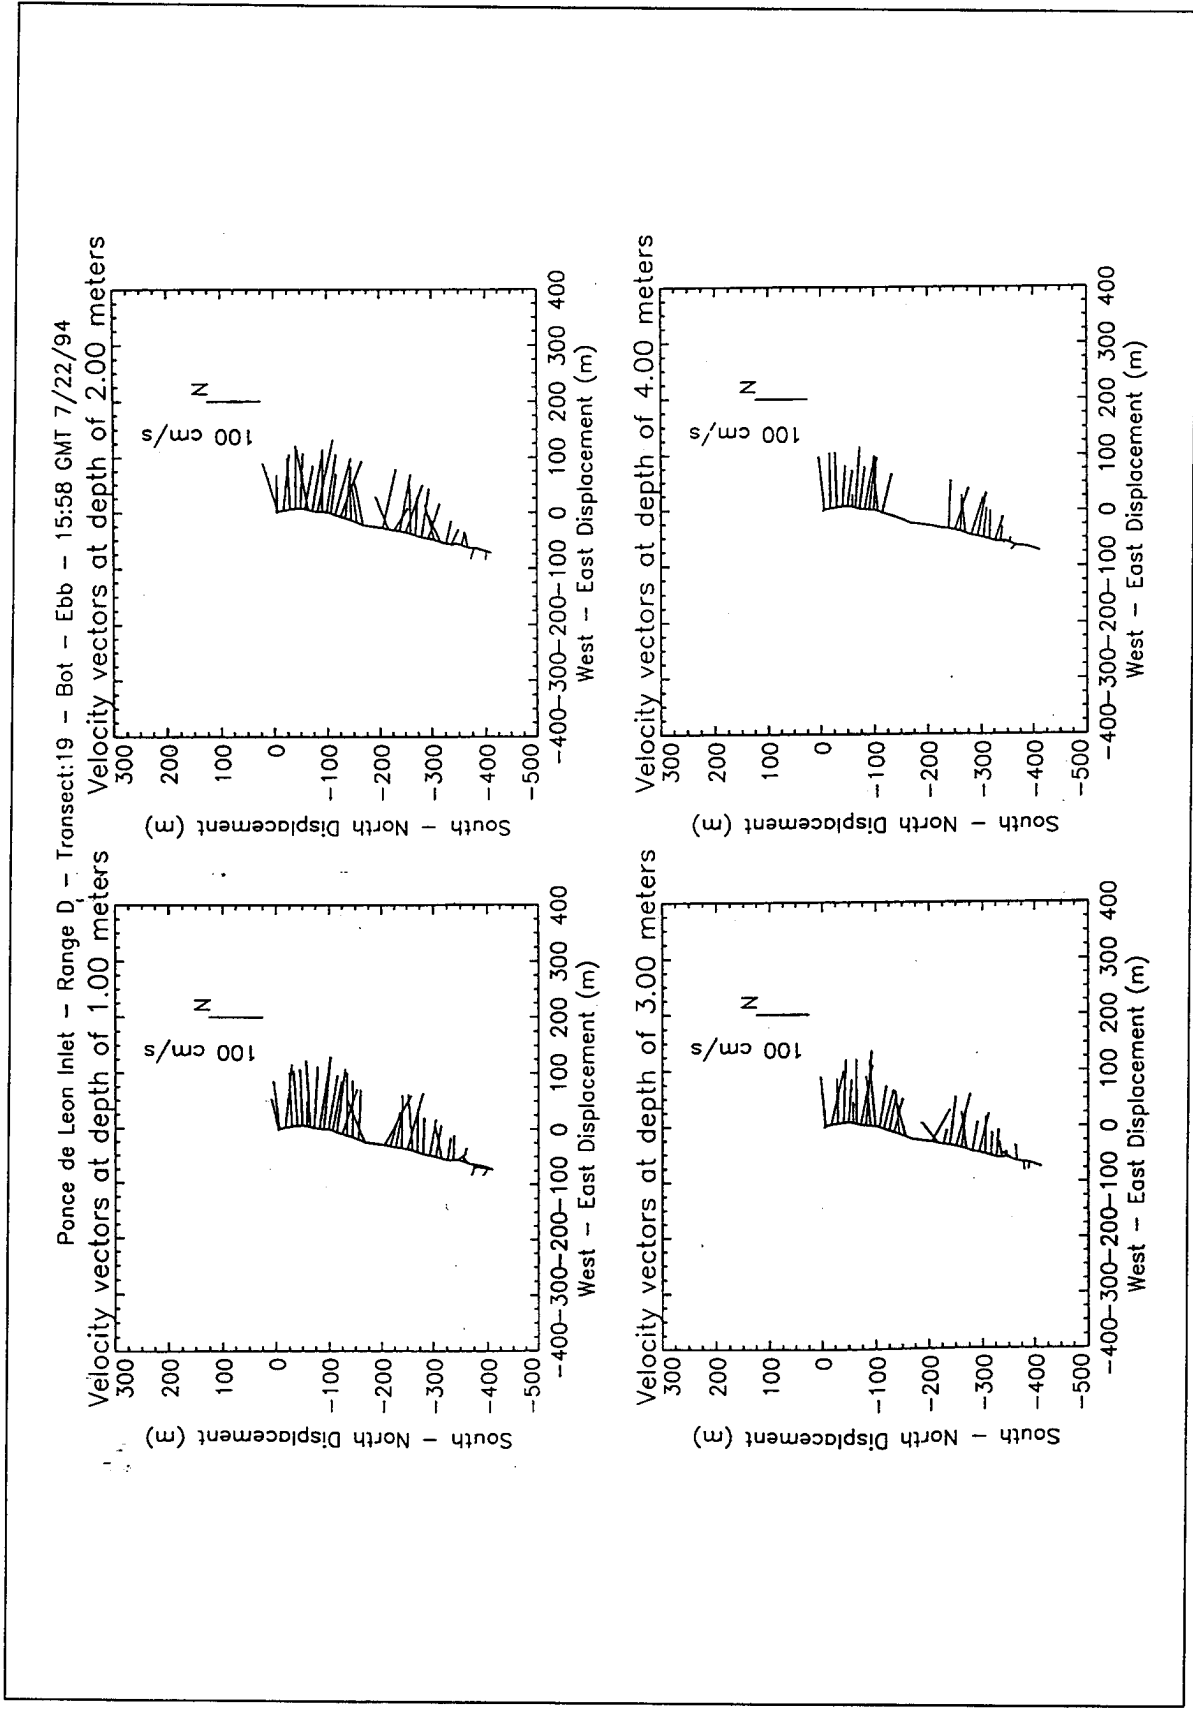 Ponce de Leon Inlet – Range D – Transect:19 – Bot – Ebb – 15:58 GMT 7/22/94
Velocity vectors at depth of 1.00 meters
300
200
100
0
-100
-200
-300
-400
-500
South – North Displacement (m)
100 cm/s
N
-400-300-200-100 0 100 200 300 400
West – East Displacement (m)
Velocity vectors at depth of 2.00 meters
300
200
100
0
-100
-200
-300
-400
-500
South – North Displacement (m)
100 cm/s
N
-400-300-200-100 0 100 200 300 400
West – East Displacement (m)
Velocity vectors at depth of 3.00 meters
300
200
100
0
-100
-200
-300
-400
-500
South – North Displacement (m)
100 cm/s
N
-400-300-200-100 0 100 200 300 400
West – East Displacement (m)
Velocity vectors at depth of 4.00 meters
300
200
100
0
-100
-200
-300
-400
-500
South – North Displacement (m)
100 cm/s
N
-400-300-200-100 0 100 200 300 400
West – East Displacement (m)